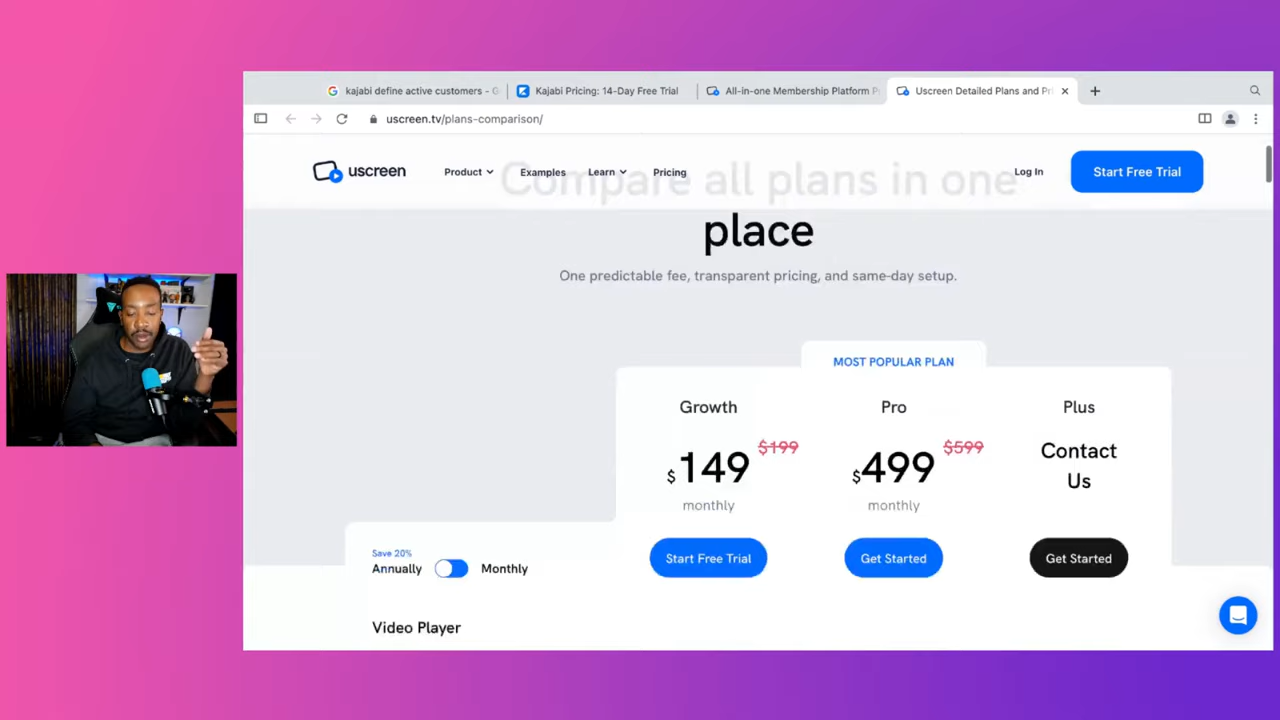 kajabi define active customers - G
Kajabi Pricing: 14-Day Free Trial
All-in-one Membership Platform P
Uscreen Detailed Plans and Pri
uscreen.tv/plans-comparison/
uscreen
Product
Examples
Learn
Pricing
Log In
Start Free Trial
Compare all plans in one
place
One predictable fee, transparent pricing, and same-day setup.
MOST POPULAR PLAN
Growth
Pro
Plus
$149 $199
$499 $599
Contact
Us
monthly
monthly
Start Free Trial
Get Started
Get Started
Save 20%
Annually
Monthly
Video Player